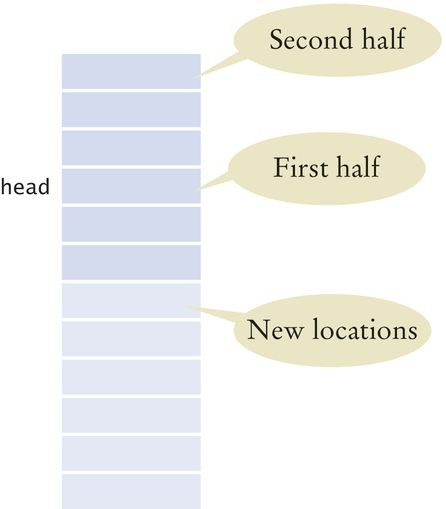 Second half
head
First half
New locations